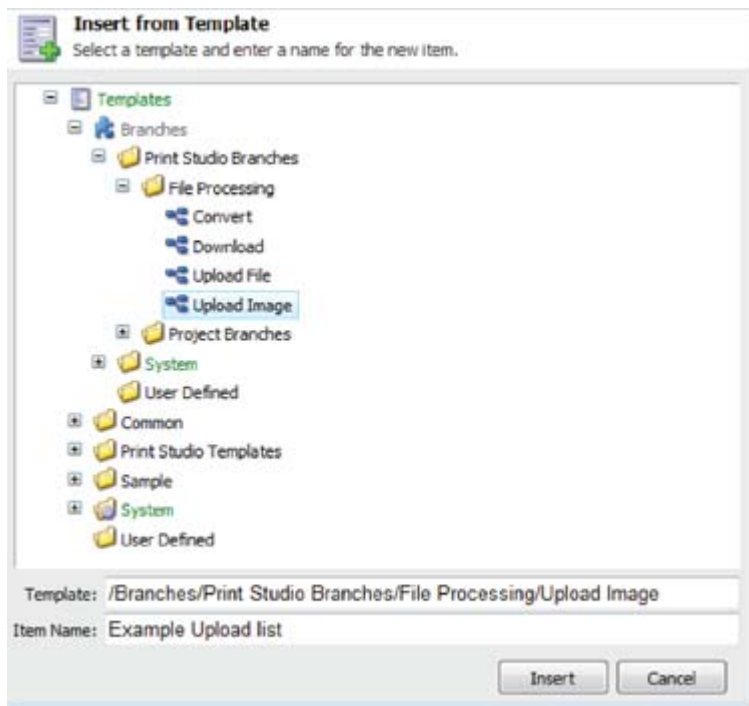 Insert from Template
Select a template and enter a name for the new item.
Templates
Branches
Print Studio Branches
File Processing
Convert
Download
Upload File
Upload Image
Project Branches
System
User Defined
Common
Print Studio Templates
Sample
System
User Defined
Template: /Branches/Print Studio Branches/File Processing/Upload Image
Item Name: Example Upload list
Insert Cancel